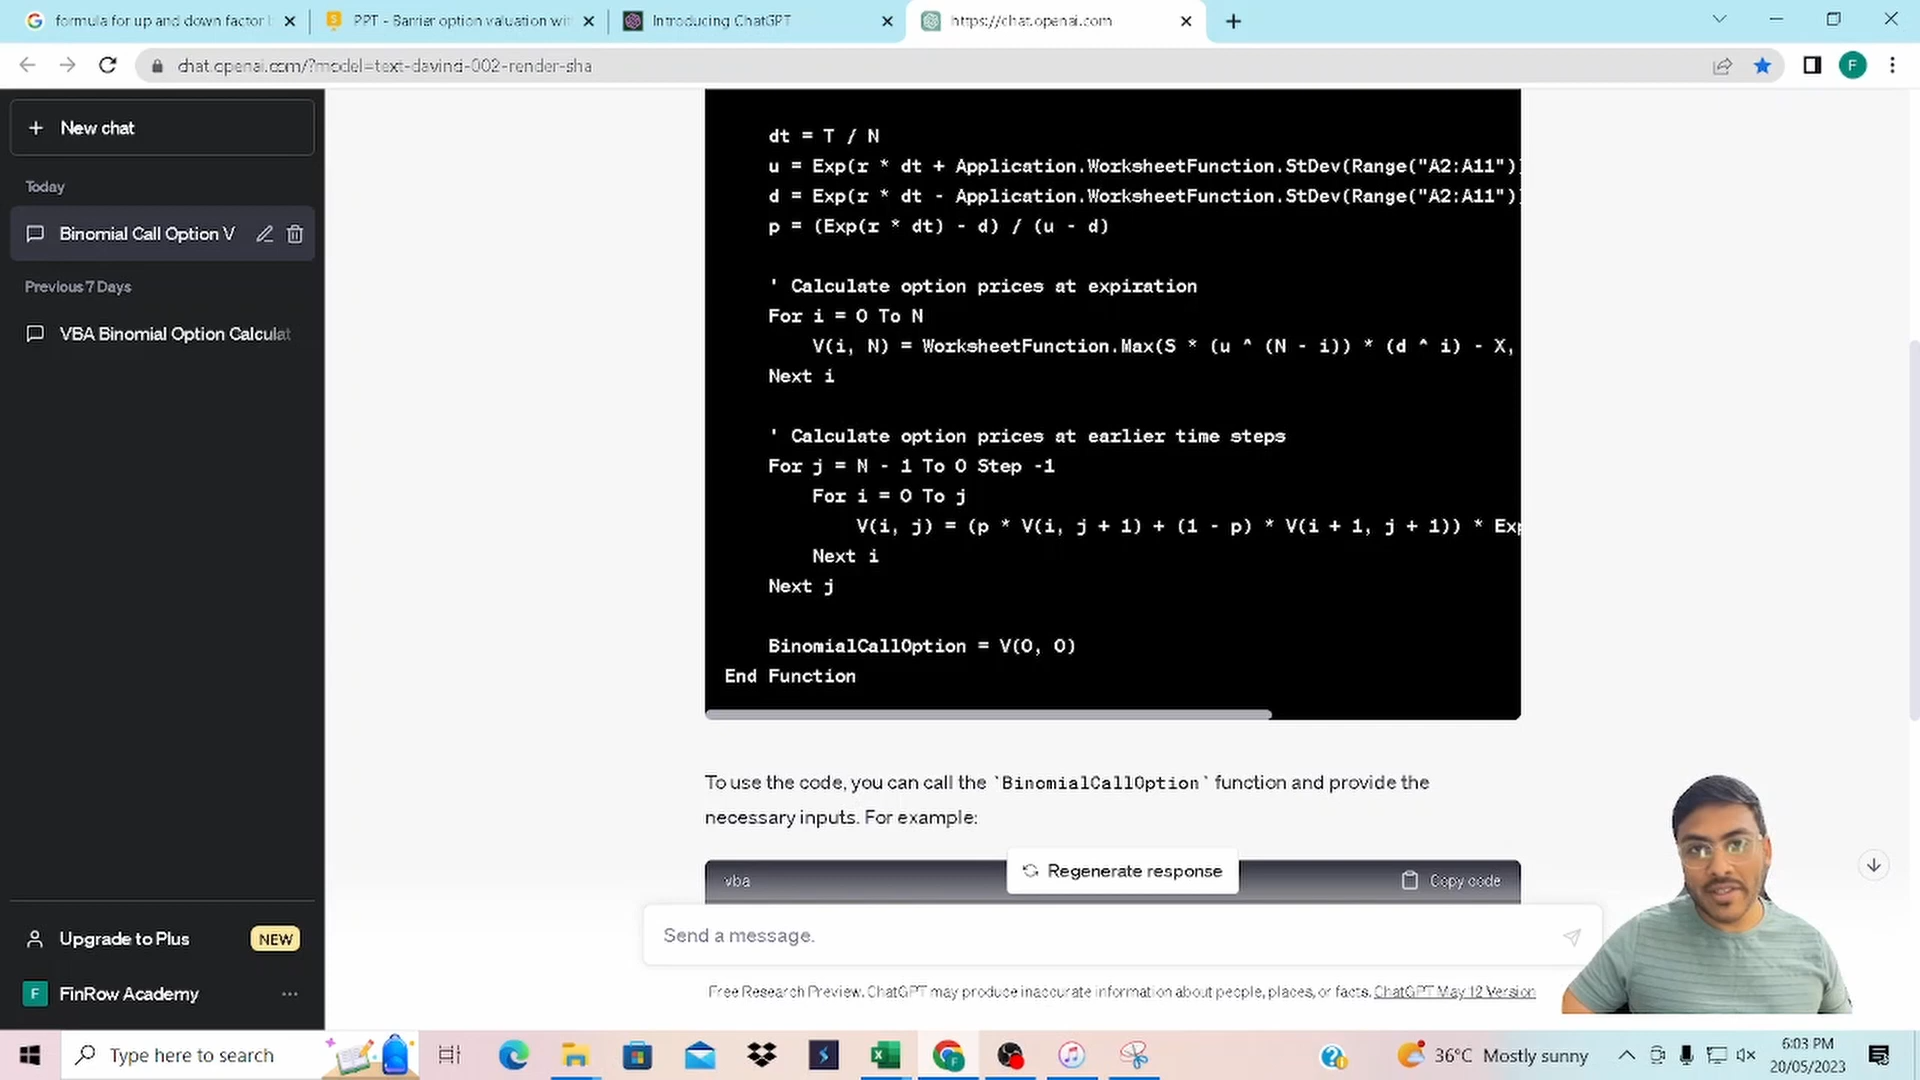 formula for up and down factor
PPT - Barrier option valuation wit
Introducing ChatGPT
https://chat.openai.com
chat.openai.com/?model=text-davinci-002-render-sha
F
New chat
Today
Binomial Call Option V
Previous 7 Days
VBA Binomial Option Calculat
dt = T / N
u = Exp(r * dt + Application.WorksheetFunction.StDev(Range("A2:A11")
d = Exp(r * dt - Application.WorksheetFunction.StDev(Range("A2:A11")
p = (Exp(r * dt) - d) / (u - d)
' Calculate option prices at expiration
For i = 0 To N
V(i, N) = WorksheetFunction.Max(S * (u ^ (N - i)) * (d ^ i) - X,
Next i
' Calculate option prices at earlier time steps
For j = N - 1 To 0 Step -1
For i = 0 To j
V(i, j) = (p * V(i, j + 1) + (1 - p) * V(i + 1, j + 1)) * Exp
Next i
Next j
BinomialCallOption = V(0, 0)
End Function
To use the code, you can call the `BinomialCallOption` function and provide the
necessary inputs. For example:
Regenerate response
vba
Copy code
Send a message.
Free Research Preview. ChatGPT may produce inaccurate information about people, places, or facts. ChatGPT May 12 Version
Upgrade to Plus
NEW
F
FinRow Academy
Type here to search
36°C Mostly sunny
6:03 PM
20/05/2023